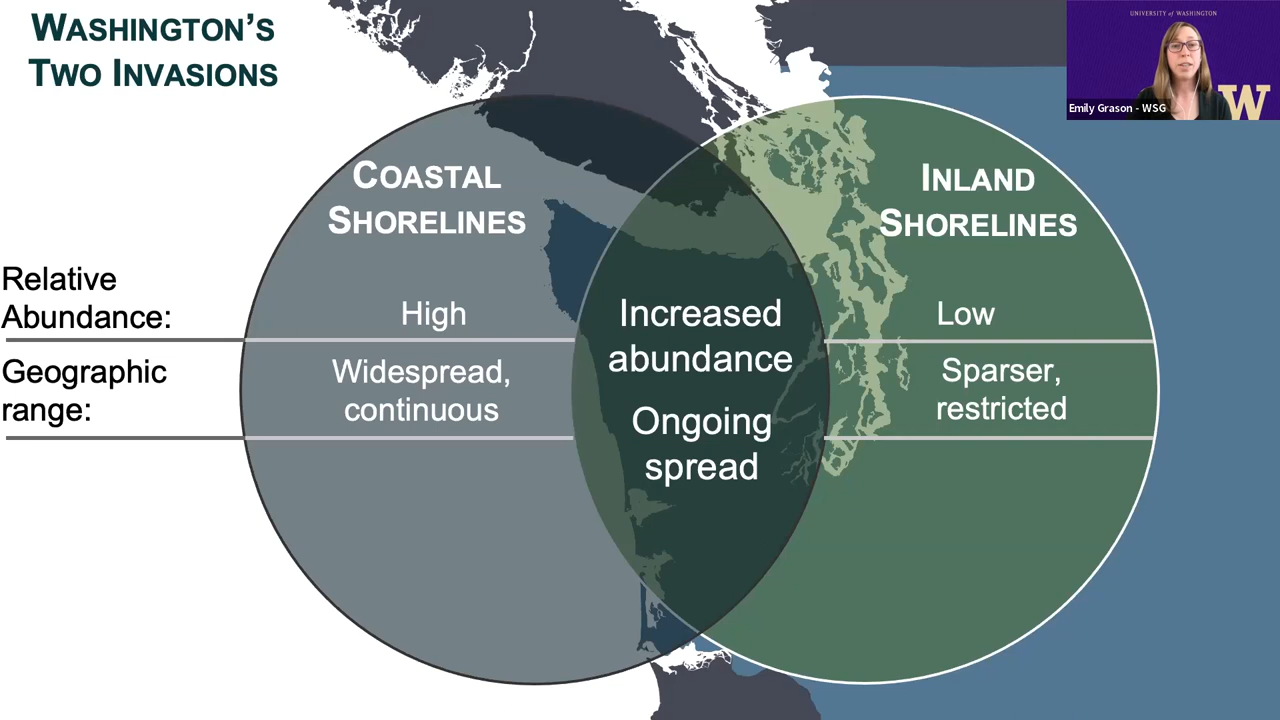 WASHINGTON'S
TWO INVASIONS
UNIVERSITY of WASHINGTON
W
Emily Grason - WSG
COASTAL
SHORELINES
INLAND
SHORELINES
Relative
Abundance:
High
Increased
abundance
Low
Geographic
range:
Widespread,
continuous
Ongoing
spread
Sparser,
restricted